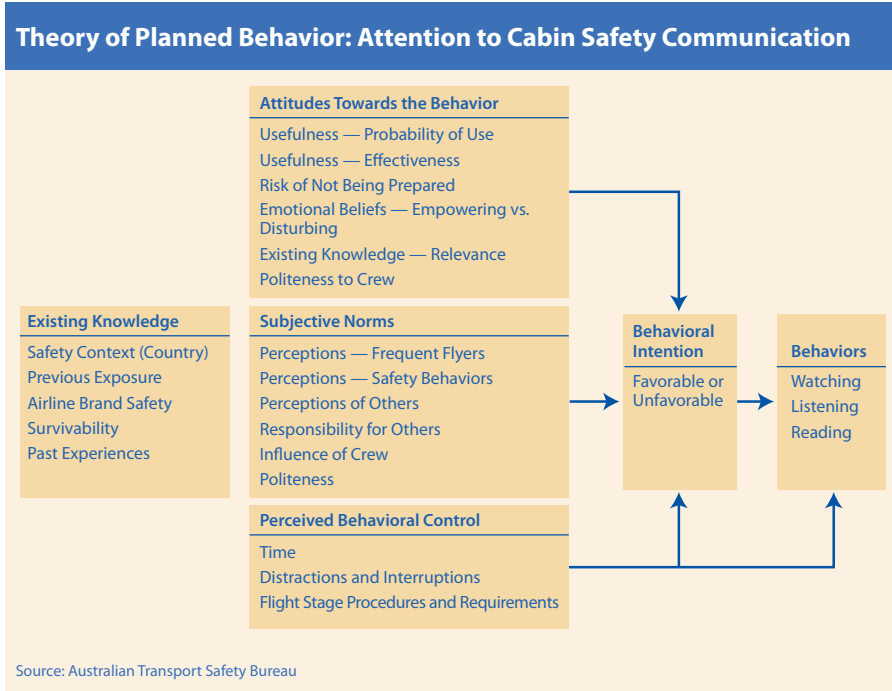 Theory of Planned Behavior: Attention to Cabin Safety Communication
Attitudes Towards the Behavior
Usefulness — Probability of Use
Usefulness — Effectiveness
Risk of Not Being Prepared
Emotional Beliefs — Empowering vs.
Disturbing
Existing Knowledge — Relevance
Politeness to Crew
Existing Knowledge
Safety Context (Country)
Previous Exposure
Airline Brand Safety
Survivability
Past Experiences
Subjective Norms
Perceptions — Frequent Flyers
Perceptions — Safety Behaviors
Perceptions of Others
Responsibility for Others
Influence of Crew
Politeness
Perceived Behavioral Control
Time
Distractions and Interruptions
Flight Stage Procedures and Requirements
Behavioral
Intention
Favorable or
Unfavorable
Behaviors
Watching
Listening
Reading
Source: Australian Transport Safety Bureau